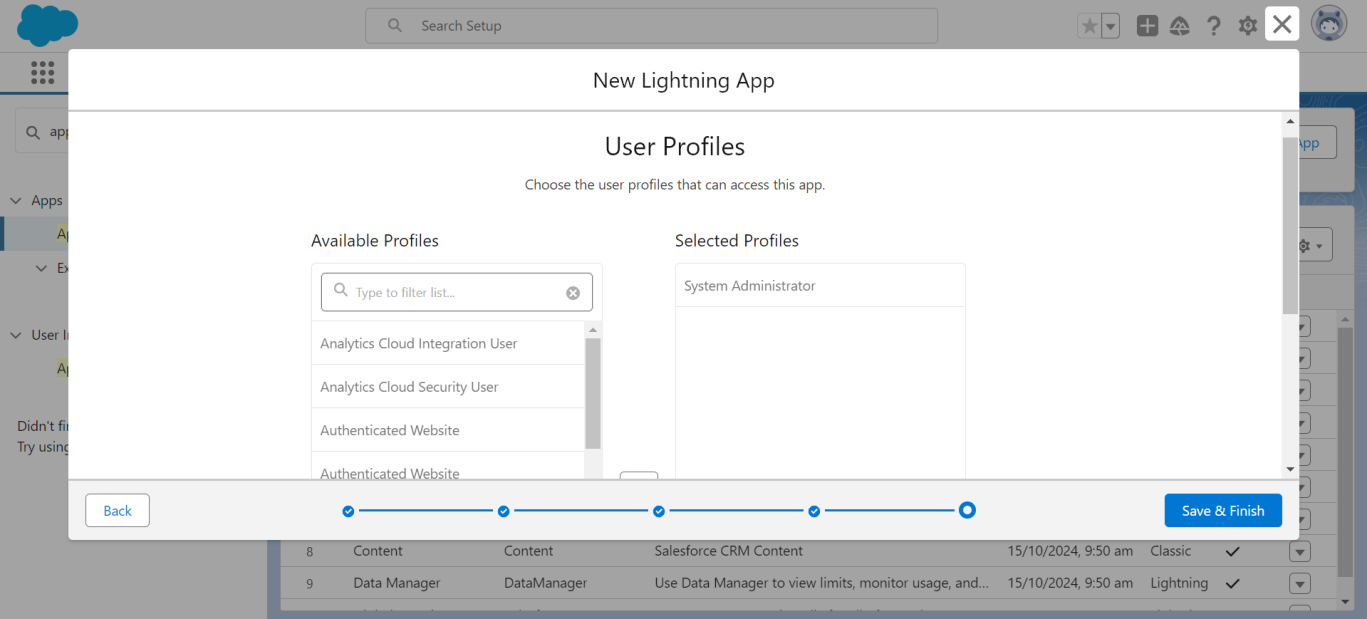 Search Setup
New Lightning App
app
User Profiles
App
Choose the user profiles that can access this app.
Apps
Available Profiles
Selected Profiles
Type to filter list...
System Administrator
Analytics Cloud Integration User
Analytics Cloud Security User
Authenticated Website
Authenticated Website
Didn't
Try using
Back
Save & Finish
8 Content Content Salesforce CRM Content 15/10/2024, 9:50 am Classic
9 Data Manager DataManager Use Data Manager to view limits, monitor usage, and... 15/10/2024, 9:50 am Lightning